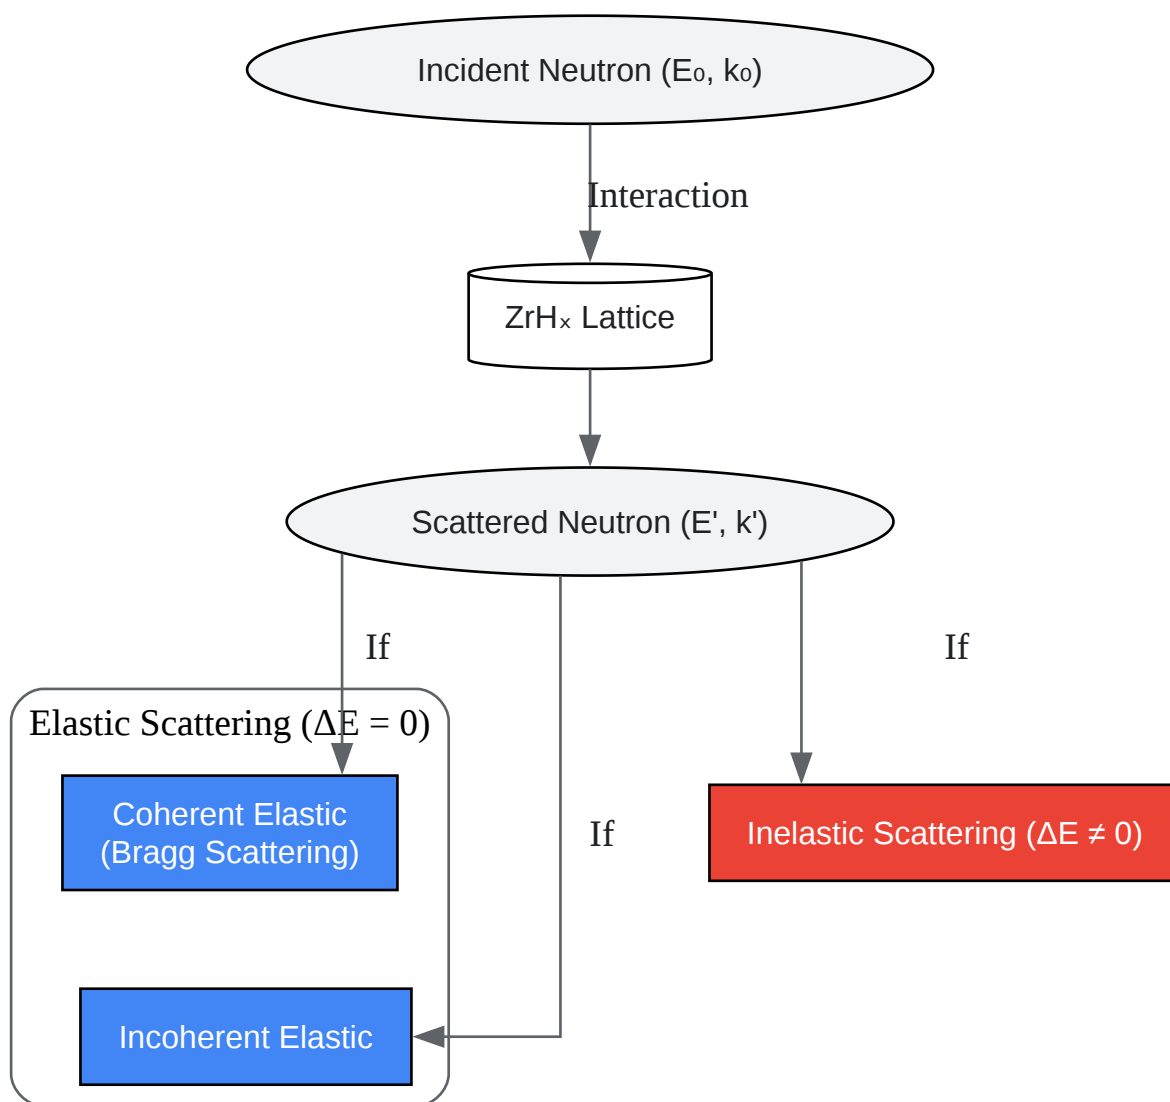 Incident Neutron (E₀, k₀)
Interaction
ZrHₓ Lattice
Scattered Neutron (E', k')
If
If
Elastic Scattering (ΔE = 0)
Coherent Elastic
(Bragg Scattering)
If
Inelastic Scattering (ΔE ≠ 0)
Incoherent Elastic